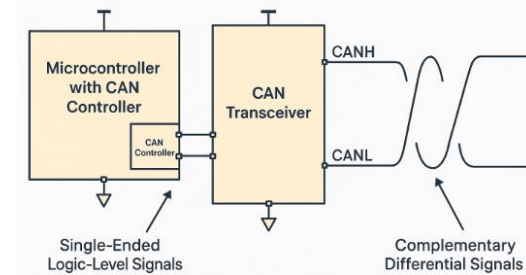 Microcontroller
with CAN
Controller
CAN
Controller
CAN
Transceiver
CANH
CANL
Single-Ended
Logic-Level Signals
Complementary
Differential Signals